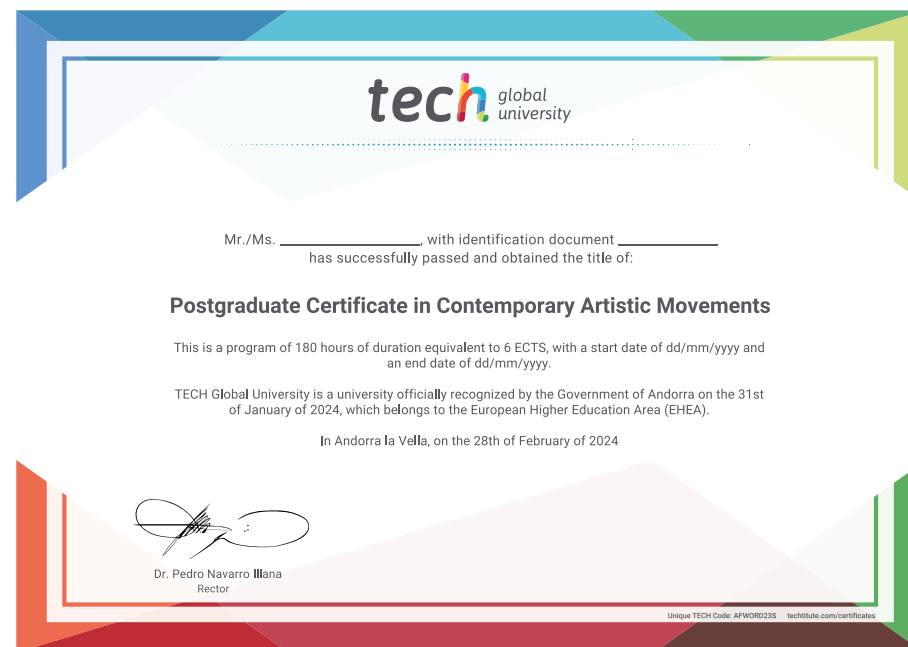 tech global
university
Mr./Ms. ____________, with identification document ____________
has successfully passed and obtained the title of:
Postgraduate Certificate in Contemporary Artistic Movements
This is a program of 180 hours of duration equivalent to 6 ECTS, with a start date of dd/mm/yyyy and
an end date of dd/mm/yyyy.
TECH Global University is a university officially recognized by the Government of Andorra on the 31st
of January of 2024, which belongs to the European Higher Education Area (EHEA).
In Andorra la Vella, on the 28th of February of 2024
Dr. Pedro Navarro Illana
Rector
Unique TECH Code: AFWORD23S techtitute.com/certificates